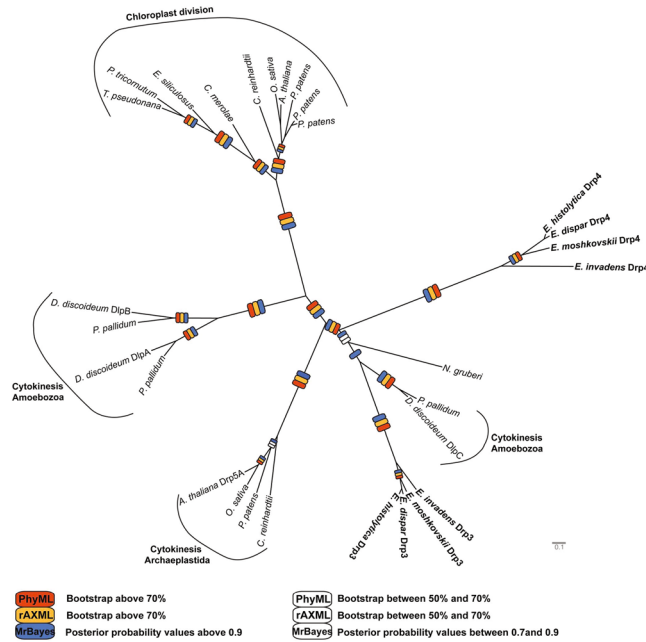 Chloroplast division
P. tricornutum
T. pseudonana
E. siliculosus
C. merolae
C. reinhardtii
O. sativa
A. thaliana
P. patens
P. patens
P. patens
E. histolytica Drp4
E. dispar Drp4
E. moshkovskii Drp4
E. invadens Drp4
D. discoideum DlpB
P. pallidum
D. discoideum DlpA
P. pallidum
Cytokinesis
Amoebozoa
N. gruberi
P. pallidum
D. discoideum DlpC
Cytokinesis
Amoebozoa
A. thaliana Drp5A
O. sativa
P. patens
C. reinhardtii
Cytokinesis
Archaeplastida
E. histolytica Drp3
E. dispar Drp3
E. moshkovskii Drp3
E. invadens Drp3
0.1
PhyML Bootstrap above 70%
rAXML Bootstrap above 70%
MrBayes Posterior probability values above 0.9
PhyML Bootstrap between 50% and 70%
rAXML Bootstrap between 50% and 70%
MrBayes Posterior probability values between 0.7and 0.9